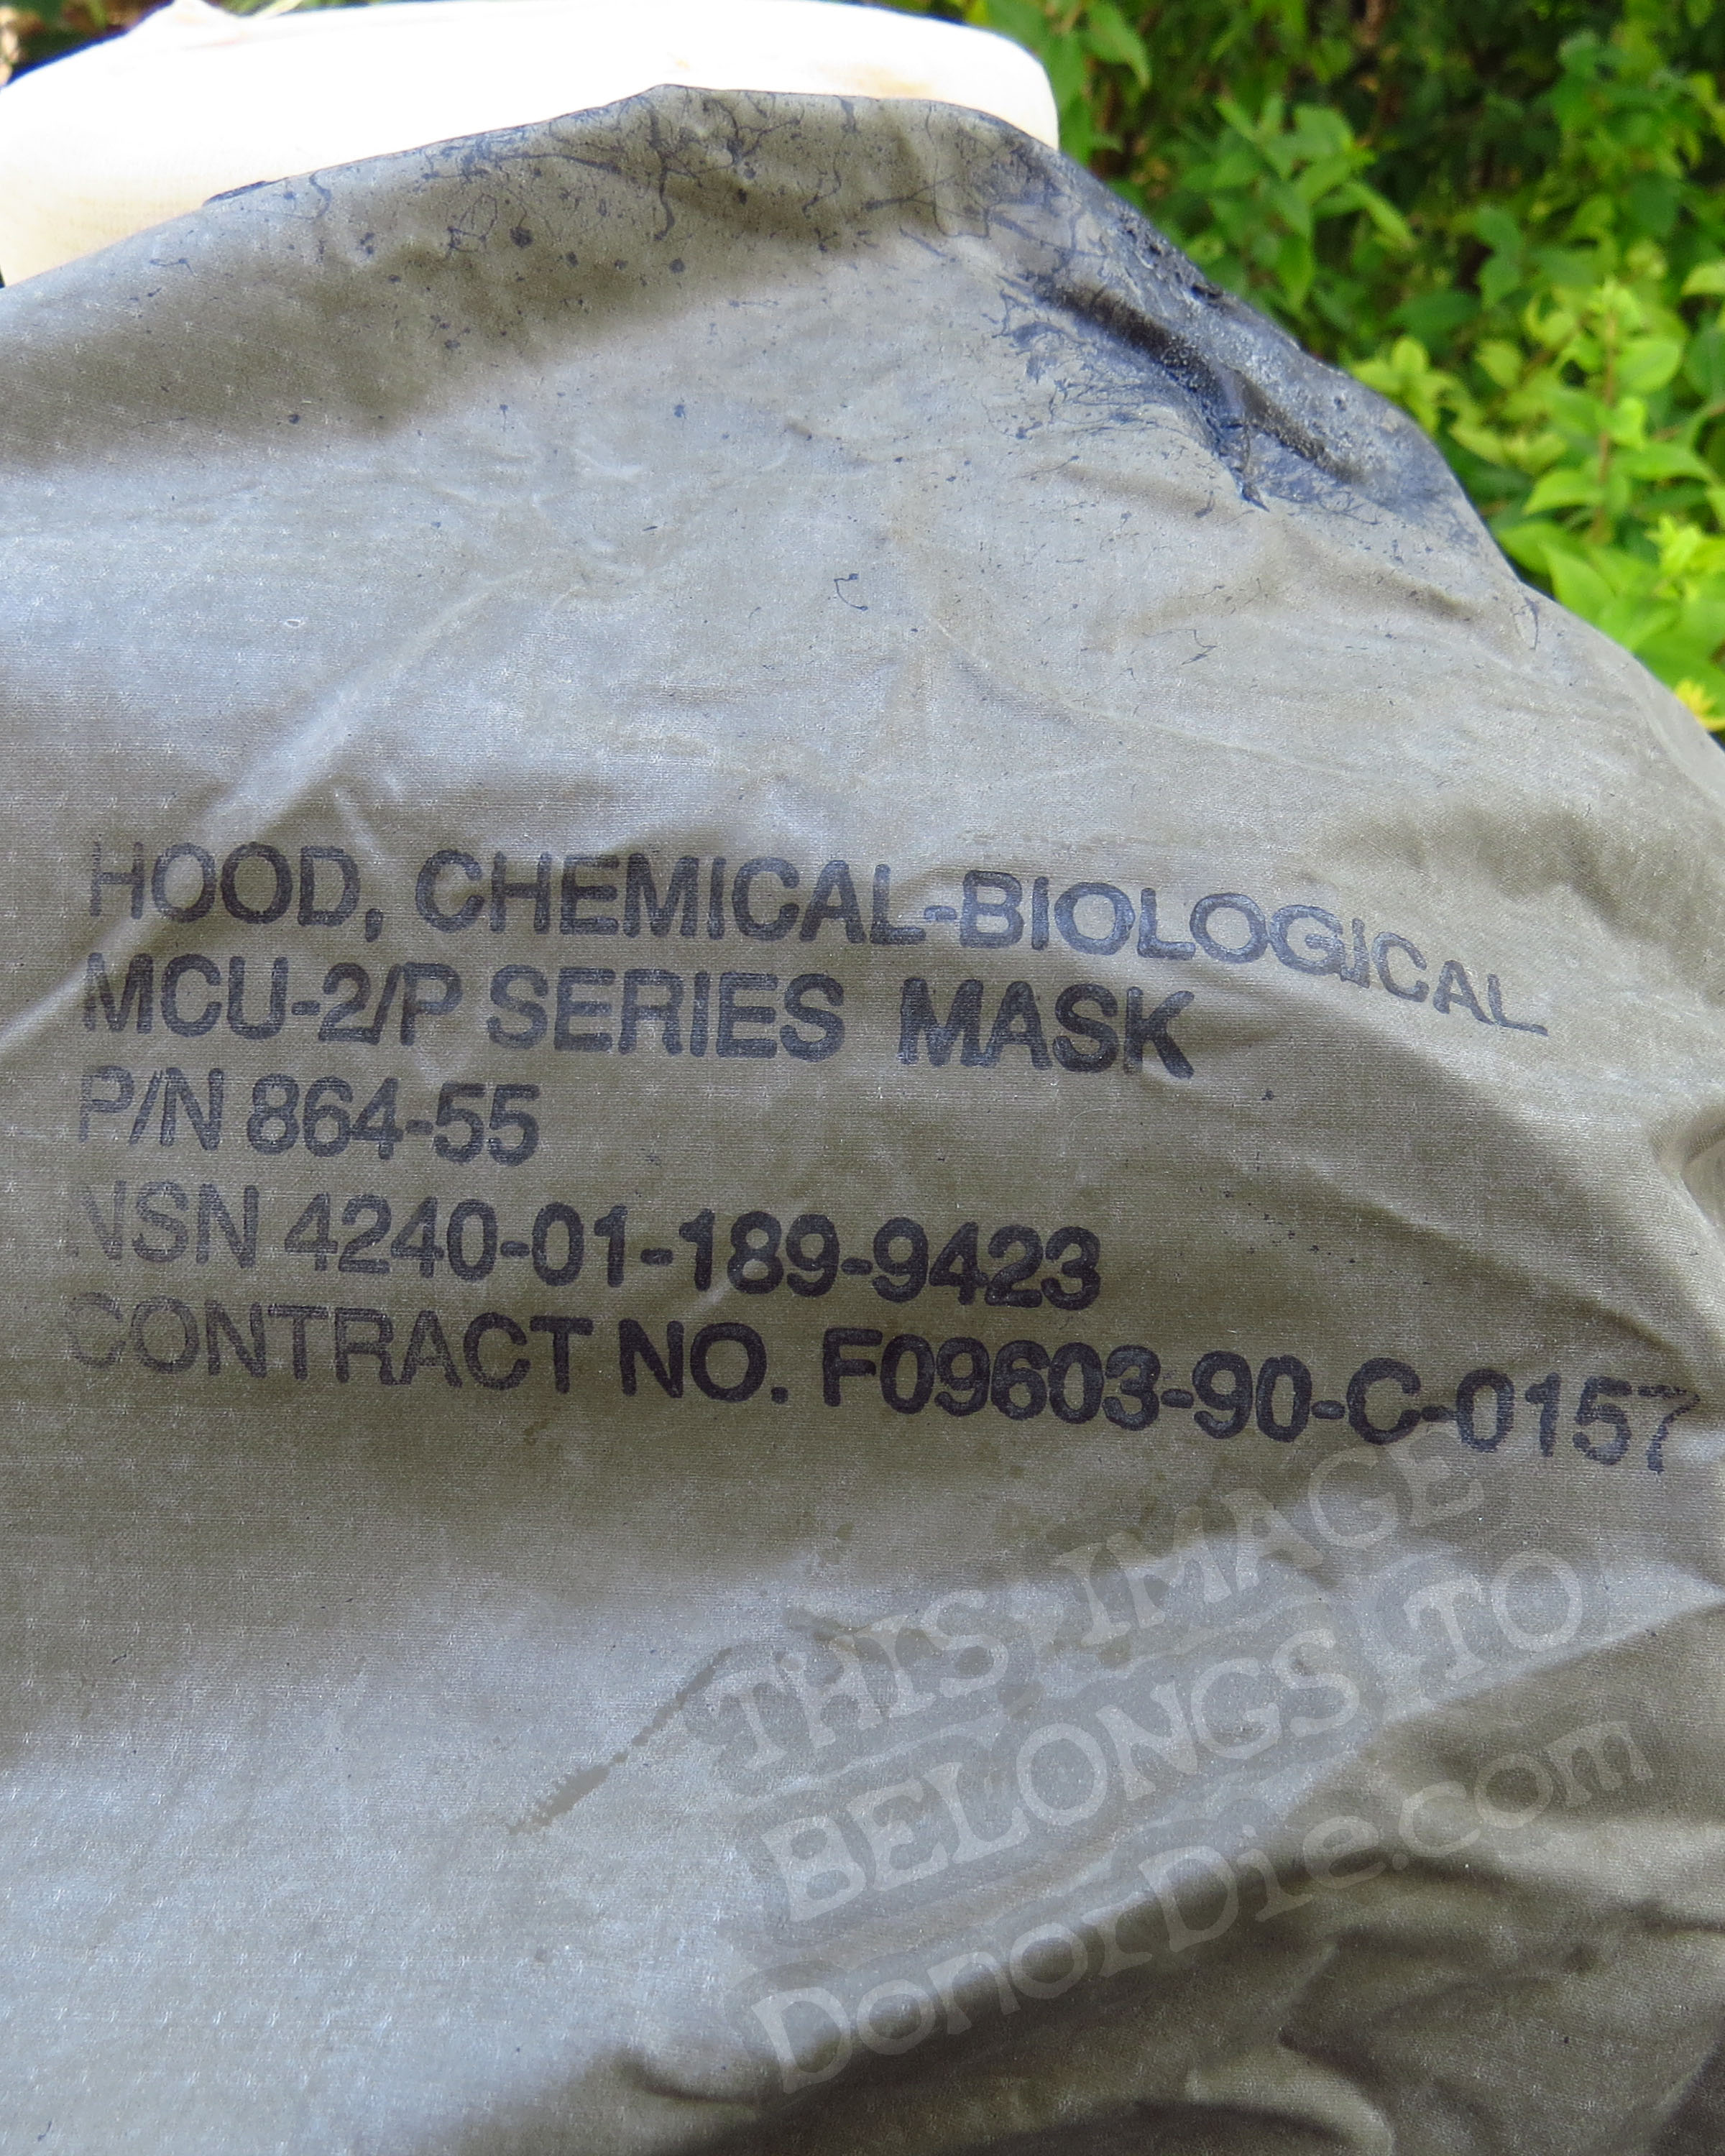 HOOD, CHEMICAL-BIOLOGICAL
MCU-2/P SERIES MASK
P/N 864-55
NSN 4240-01-189-9423
CONTRACT NO. F09603-90-C-0157
THIS IMAGE
BELONGS TO
DonorDie.com